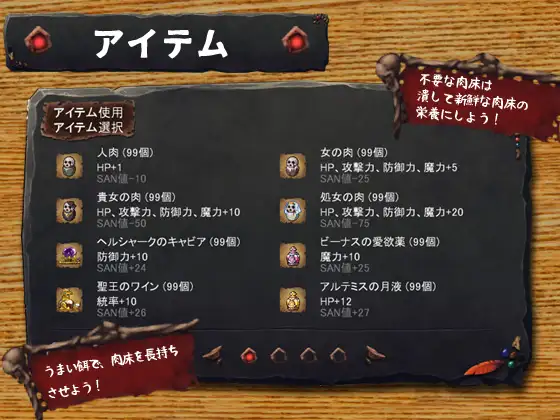 アイテム
不要な肉床は
潰して新鮮な肉床の
栄養にしよう！
アイテム使用
アイテム選択
人肉 (99個)
HP+1
SAN値-10
女の肉 (99個)
HP、攻撃力、防御力、魔力+5
SAN値-25
貴女の肉 (99個)
HP、攻撃力、防御力、魔力+10
SAN値-50
処女の肉 (99個)
HP、攻撃力、防御力、魔力+20
SAN値-75
ヘルシャークのキャビア (99個)
防御力+10
SAN値+24
ビーナスの愛欲薬 (99個)
魔力+10
SAN値+25
聖王のワイン (99個)
統率+10
SAN値+26
アルテミスの月液 (99個)
HP+12
SAN値+27
うまい餌で、肉床を長持ち
させよう！